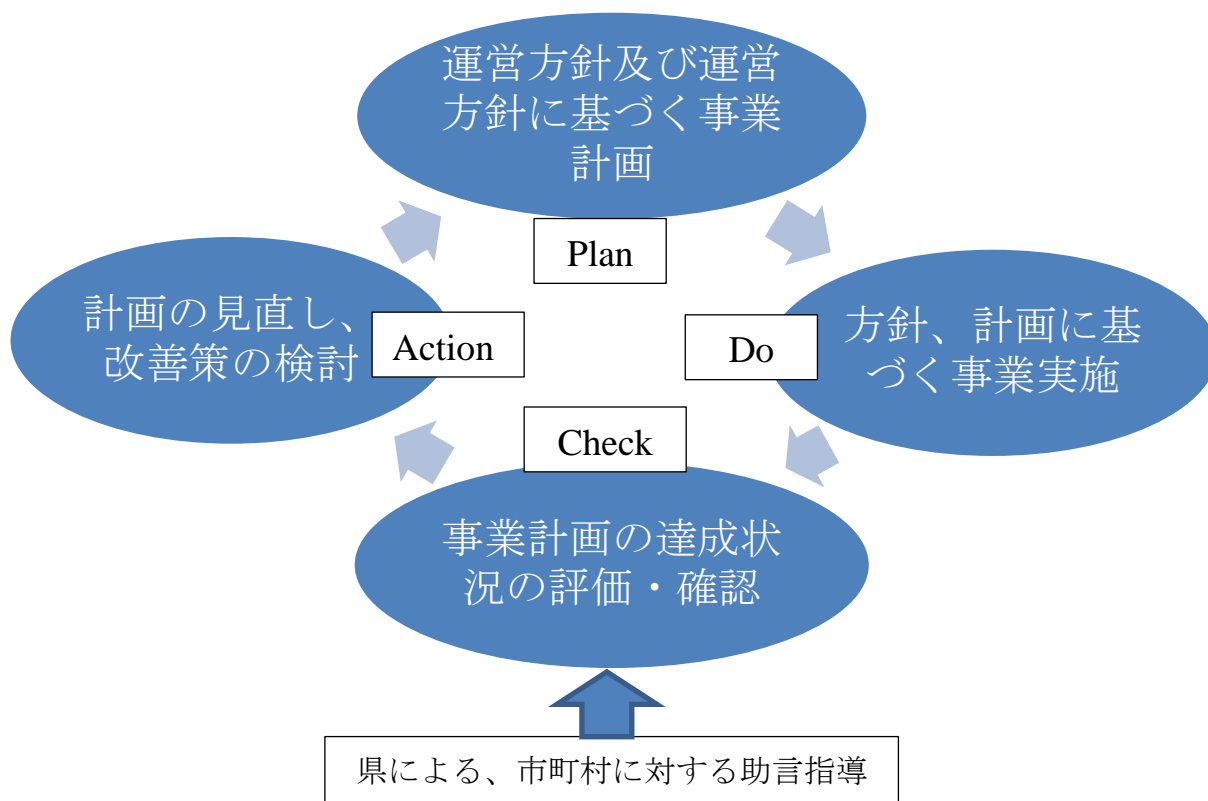 運営方針及び運営
方針に基づく事業
計画
Plan
計画の見直し、
改善策の検討
Action
Do
方針、計画に基
づく事業実施
Check
事業計画の達成状
況の評価・確認
県による、市町村に対する助言指導